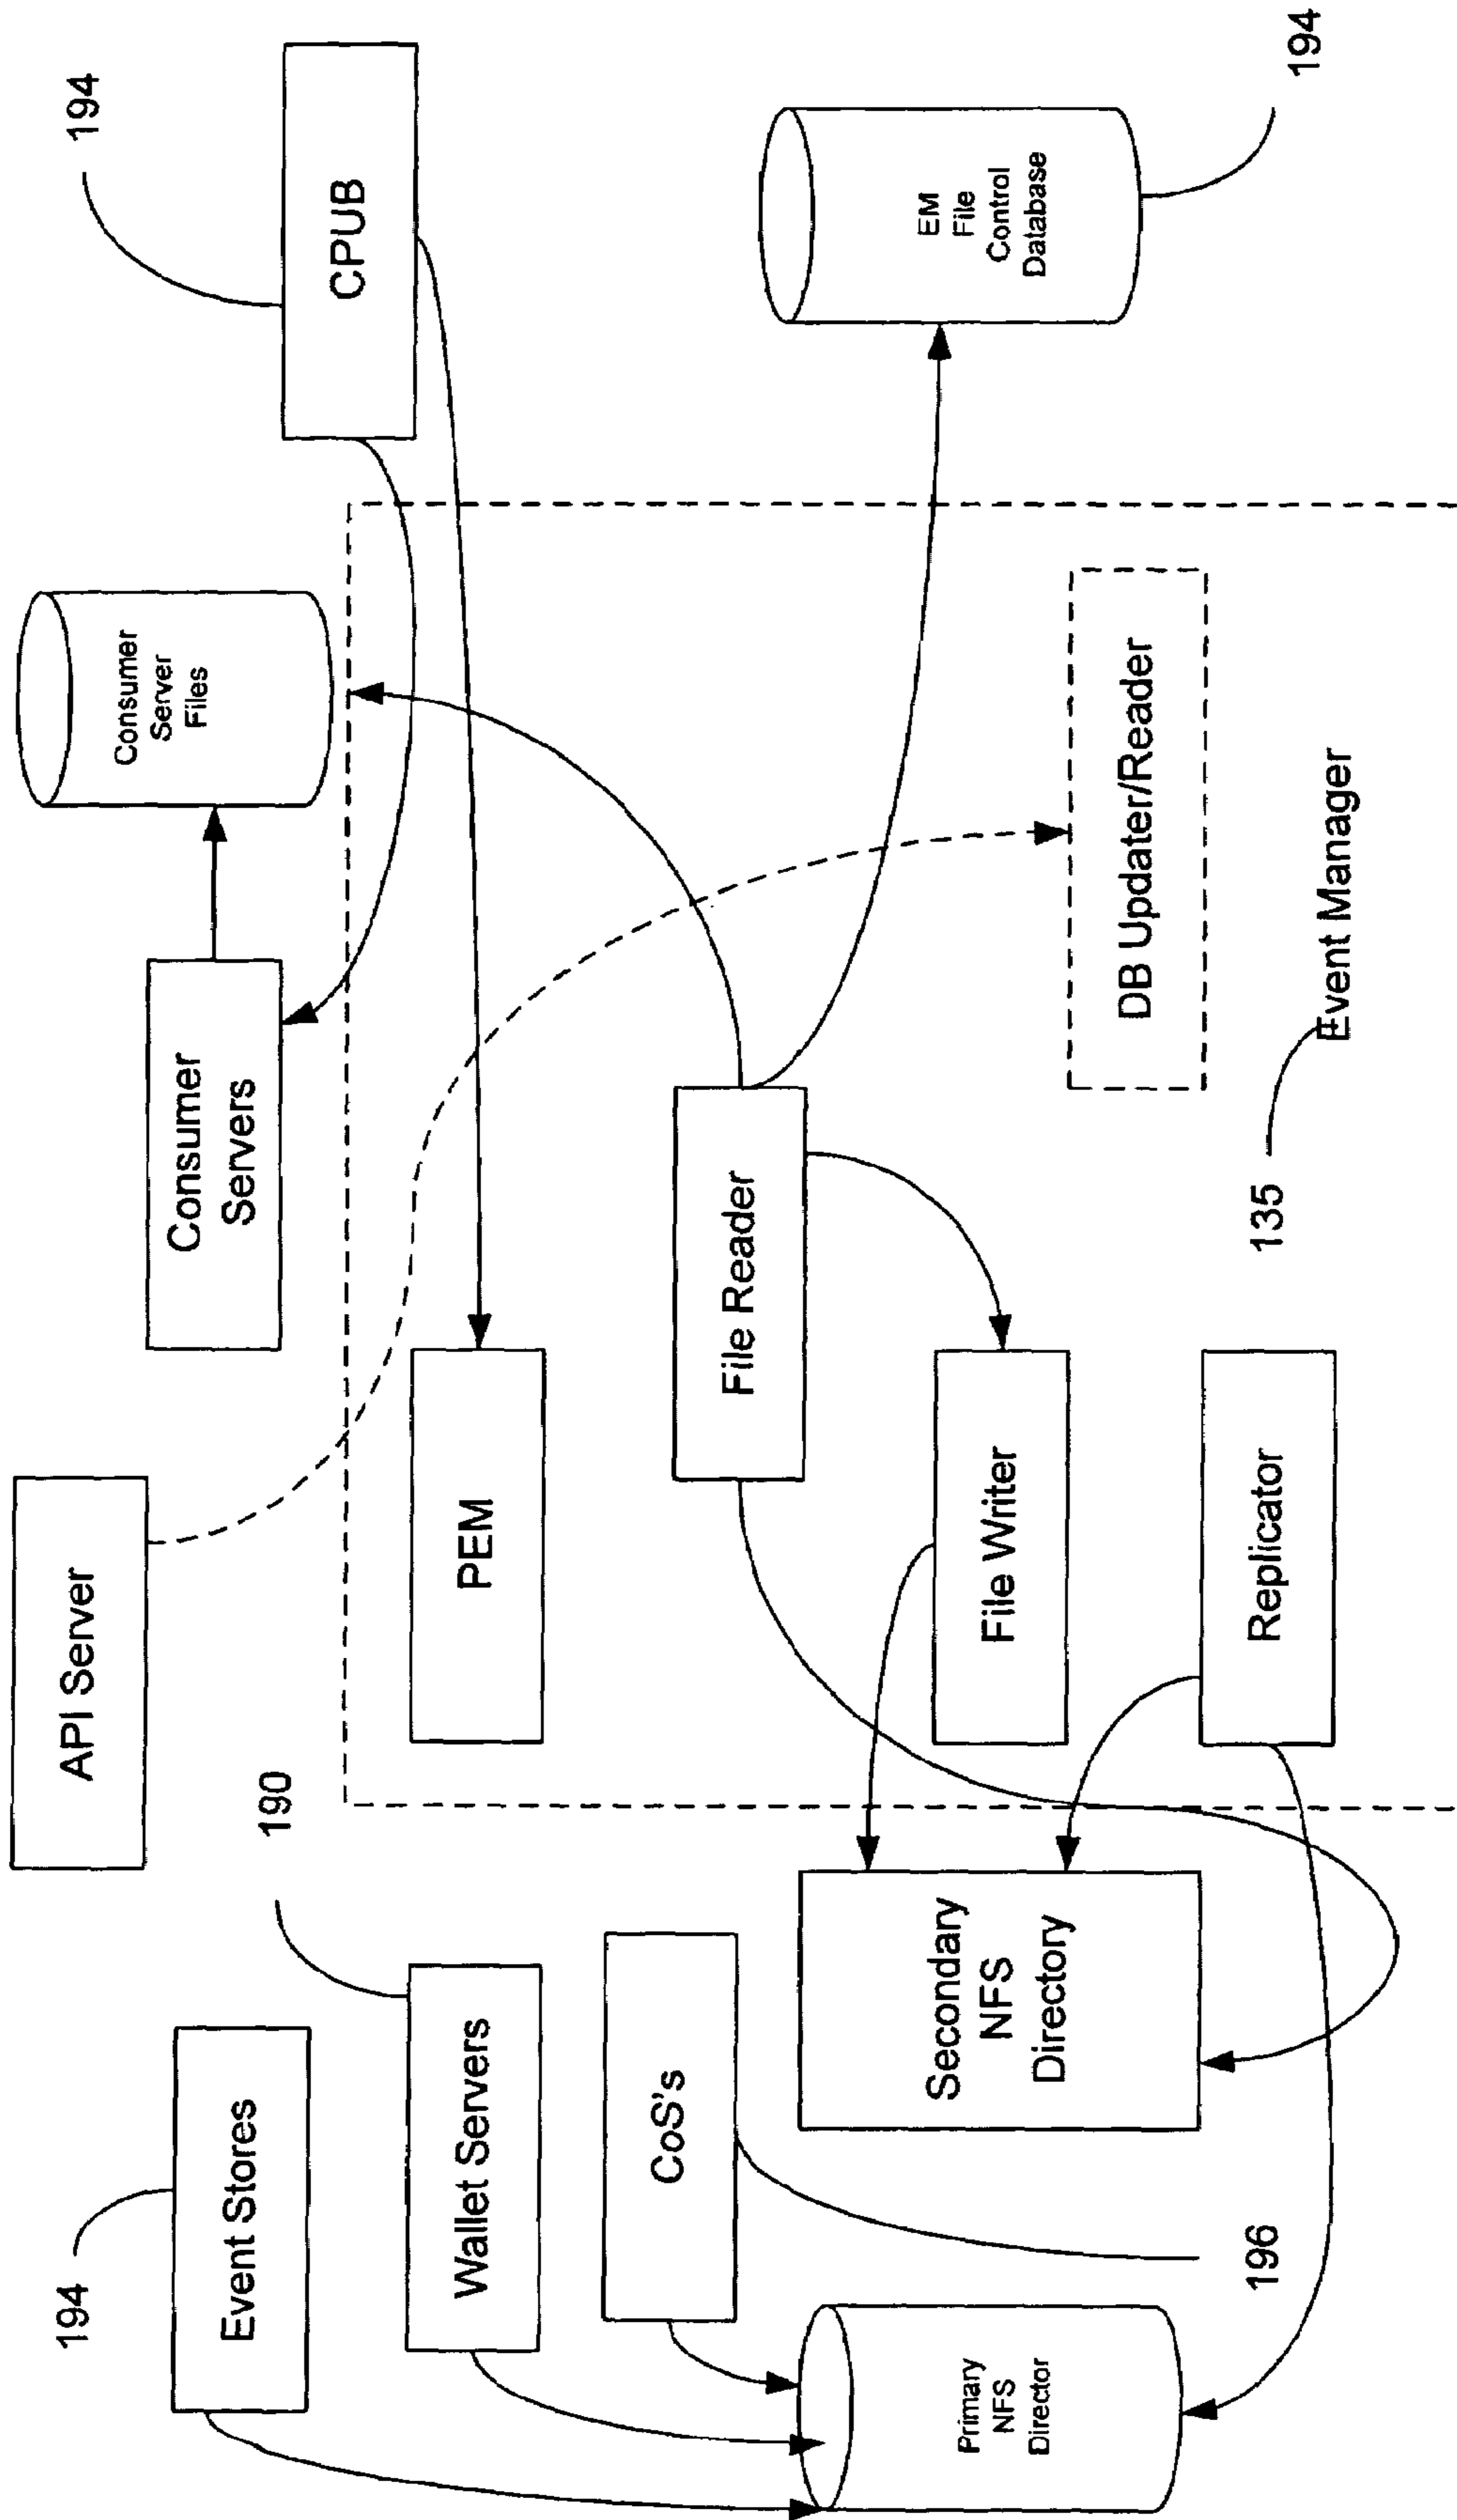 194
Event Stores
190
Wallet Servers
CoS's
196
Primary
NFS
Director
Secondary
NFS
Directory
API Server
PEM
File Reader
File Writer
Replicator
Consumer
Servers
Consumer
Server
Files
DB Updater/Reader
135
Event Manager
194
CPUB
EM
File
Control
Database
194